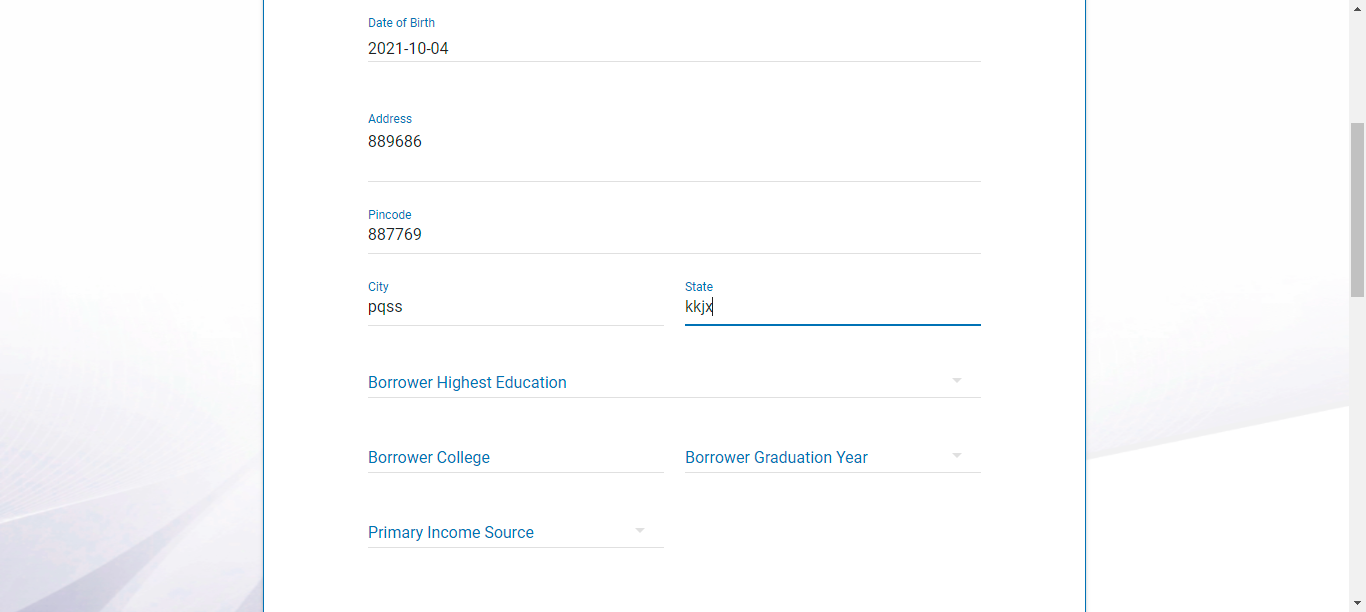 Date of Birth
2021-10-04
Address
889686
Pincode
887769
City
pqss
State
kkjx
Borrower Highest Education
Borrower College
Borrower Graduation Year
Primary Income Source